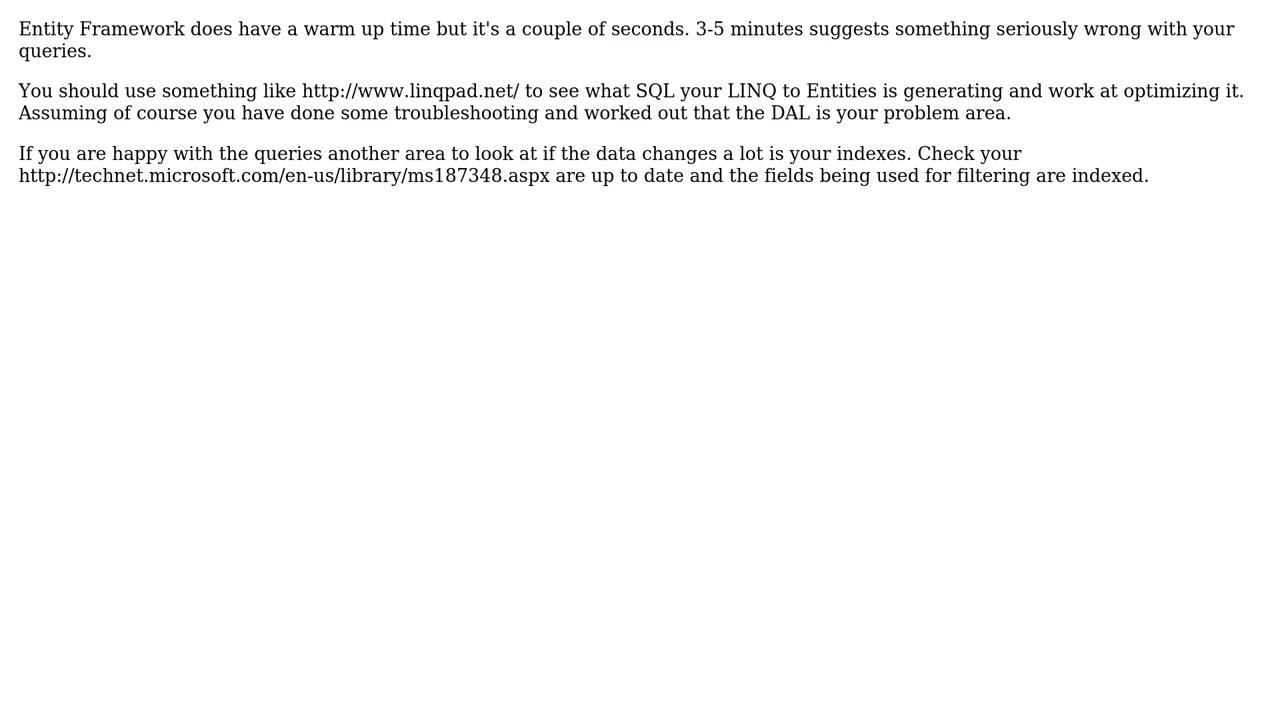 Entity Framework does have a warm up time but it's a couple of seconds. 3-5 minutes suggests something seriously wrong with your
queries.
You should use something like http://www.linqpad.net/ to see what SQL your LINQ to Entities is generating and work at optimizing it.
Assuming of course you have done some troubleshooting and worked out that the DAL is your problem area.
If you are happy with the queries another area to look at if the data changes a lot is your indexes. Check your
http://technet.microsoft.com/en-us/library/ms187348.aspx are up to date and the fields being used for filtering are indexed.